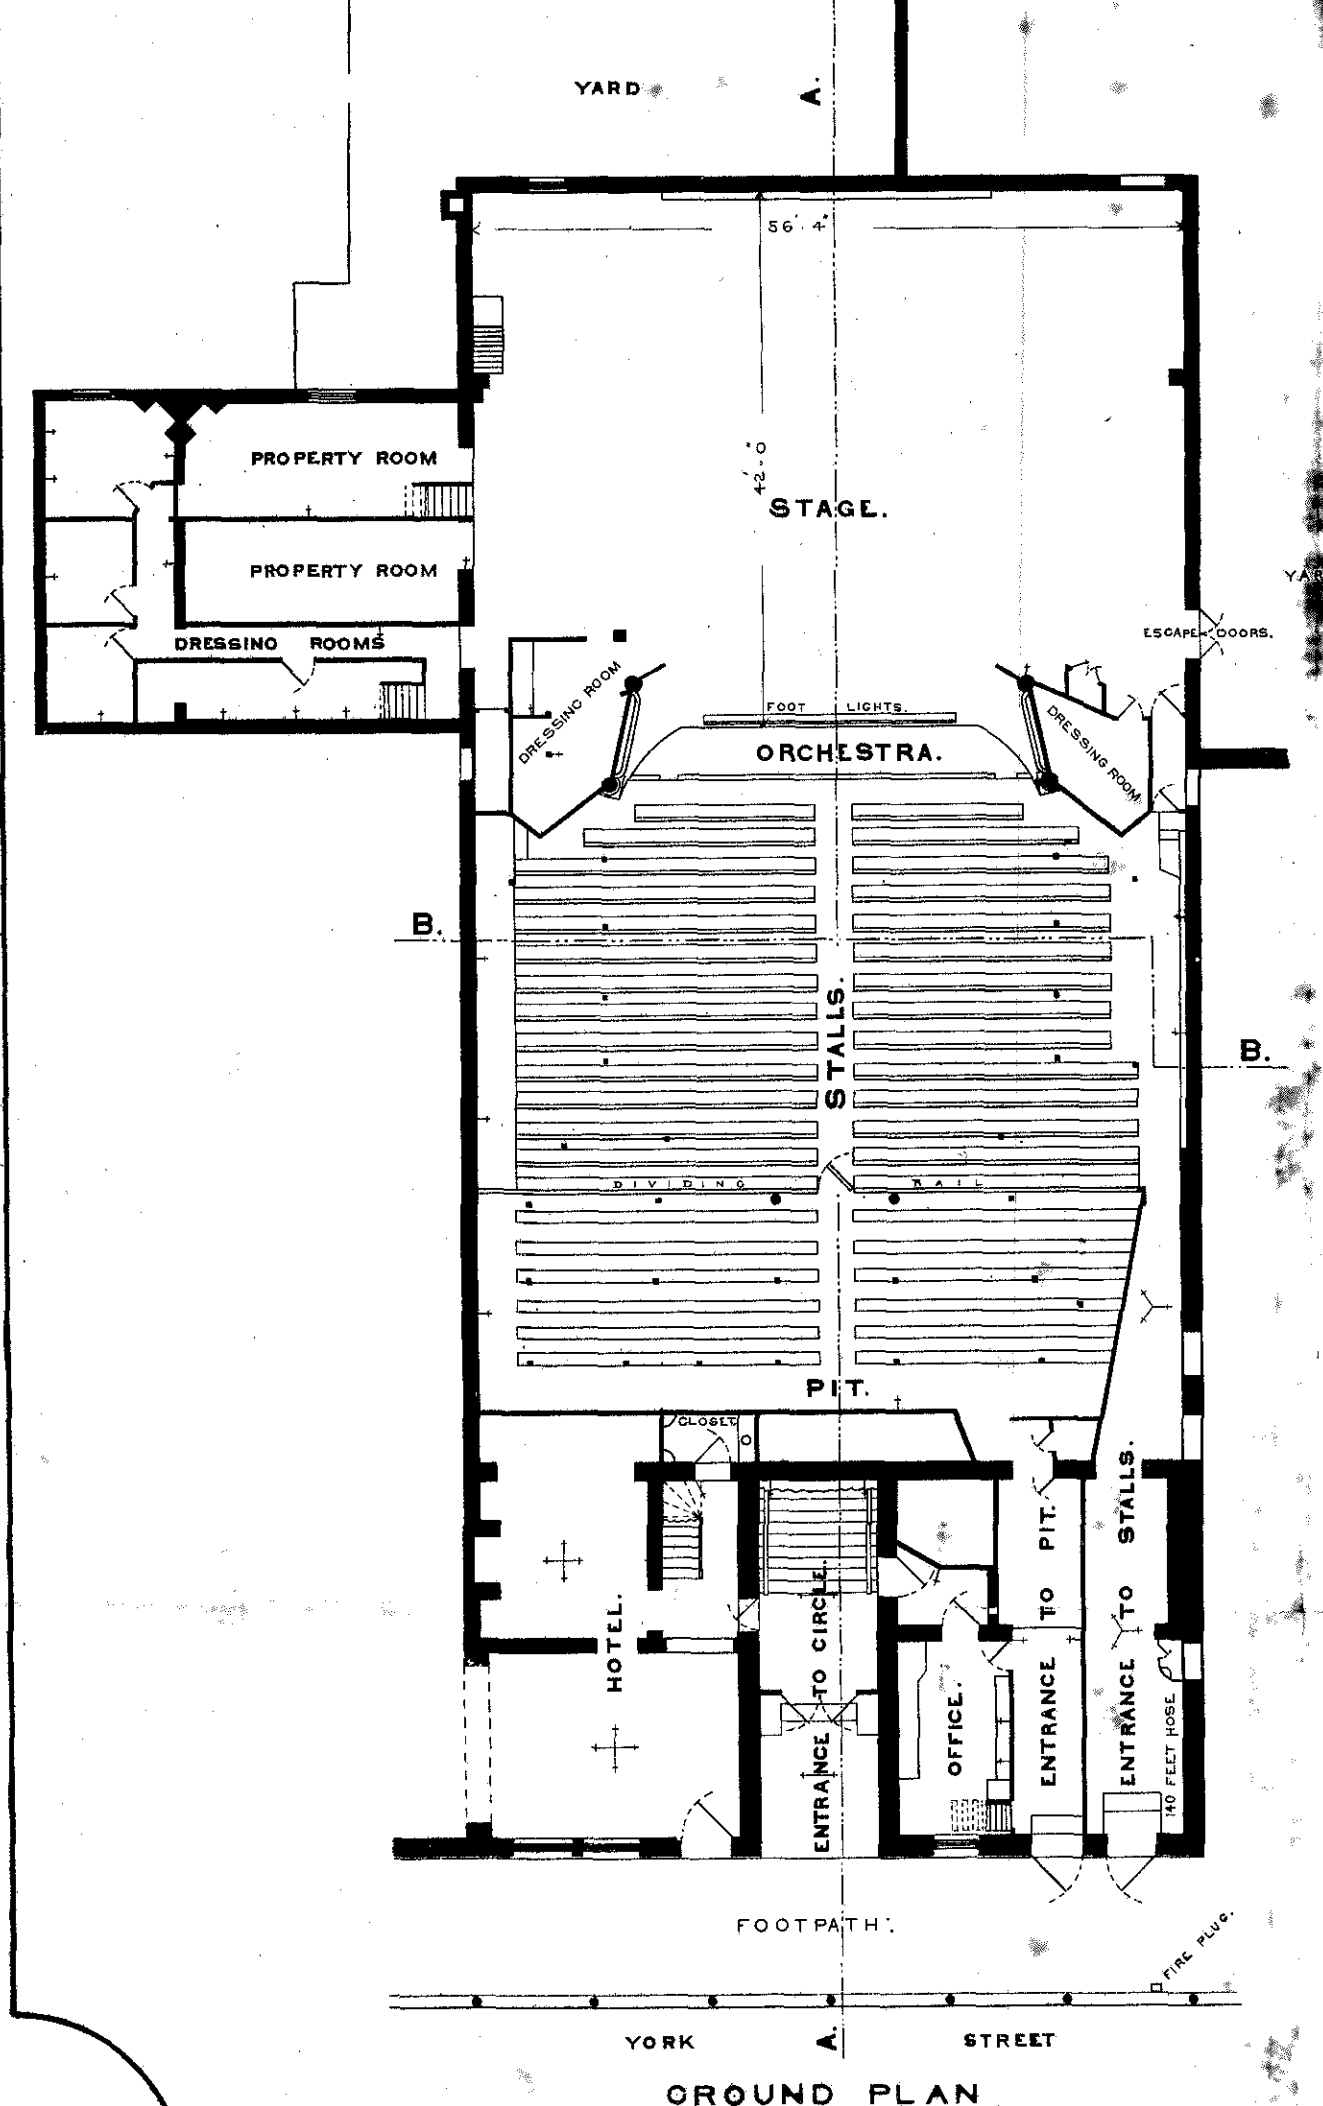 YARD
A.
56'. 4"
PROPERTY ROOM
42'.-0"
STAGE.
PROPERTY ROOM
YAR
ESCAPE DOORS.
DRESSING ROOMS
DRESSING ROOM
FOOT LIGHTS.
DRESSING ROOM
ORCHESTRA.
B.
STALLS.
B.
DIVIDING RAIL
PIT.
CLOSET.
HOTEL.
ENTRANCE TO CIRCLE.
OFFICE.
ENTRANCE TO PIT.
ENTRANCE TO STALLS.
140 FEET HOSE
FOOTPATH.
FIRE PLUG.
YORK STREET
A.
GROUND PLAN